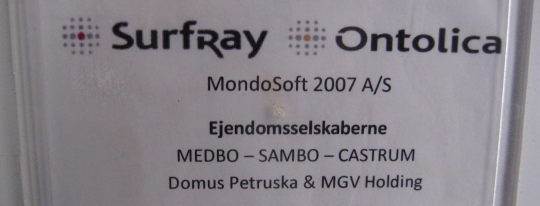 SurfRay Ontolica
MondoSoft 2007 A/S
Ejendomsselskaberne
MEDBO – SAMBO – CASTRUM
Domus Petruska & MGV Holding